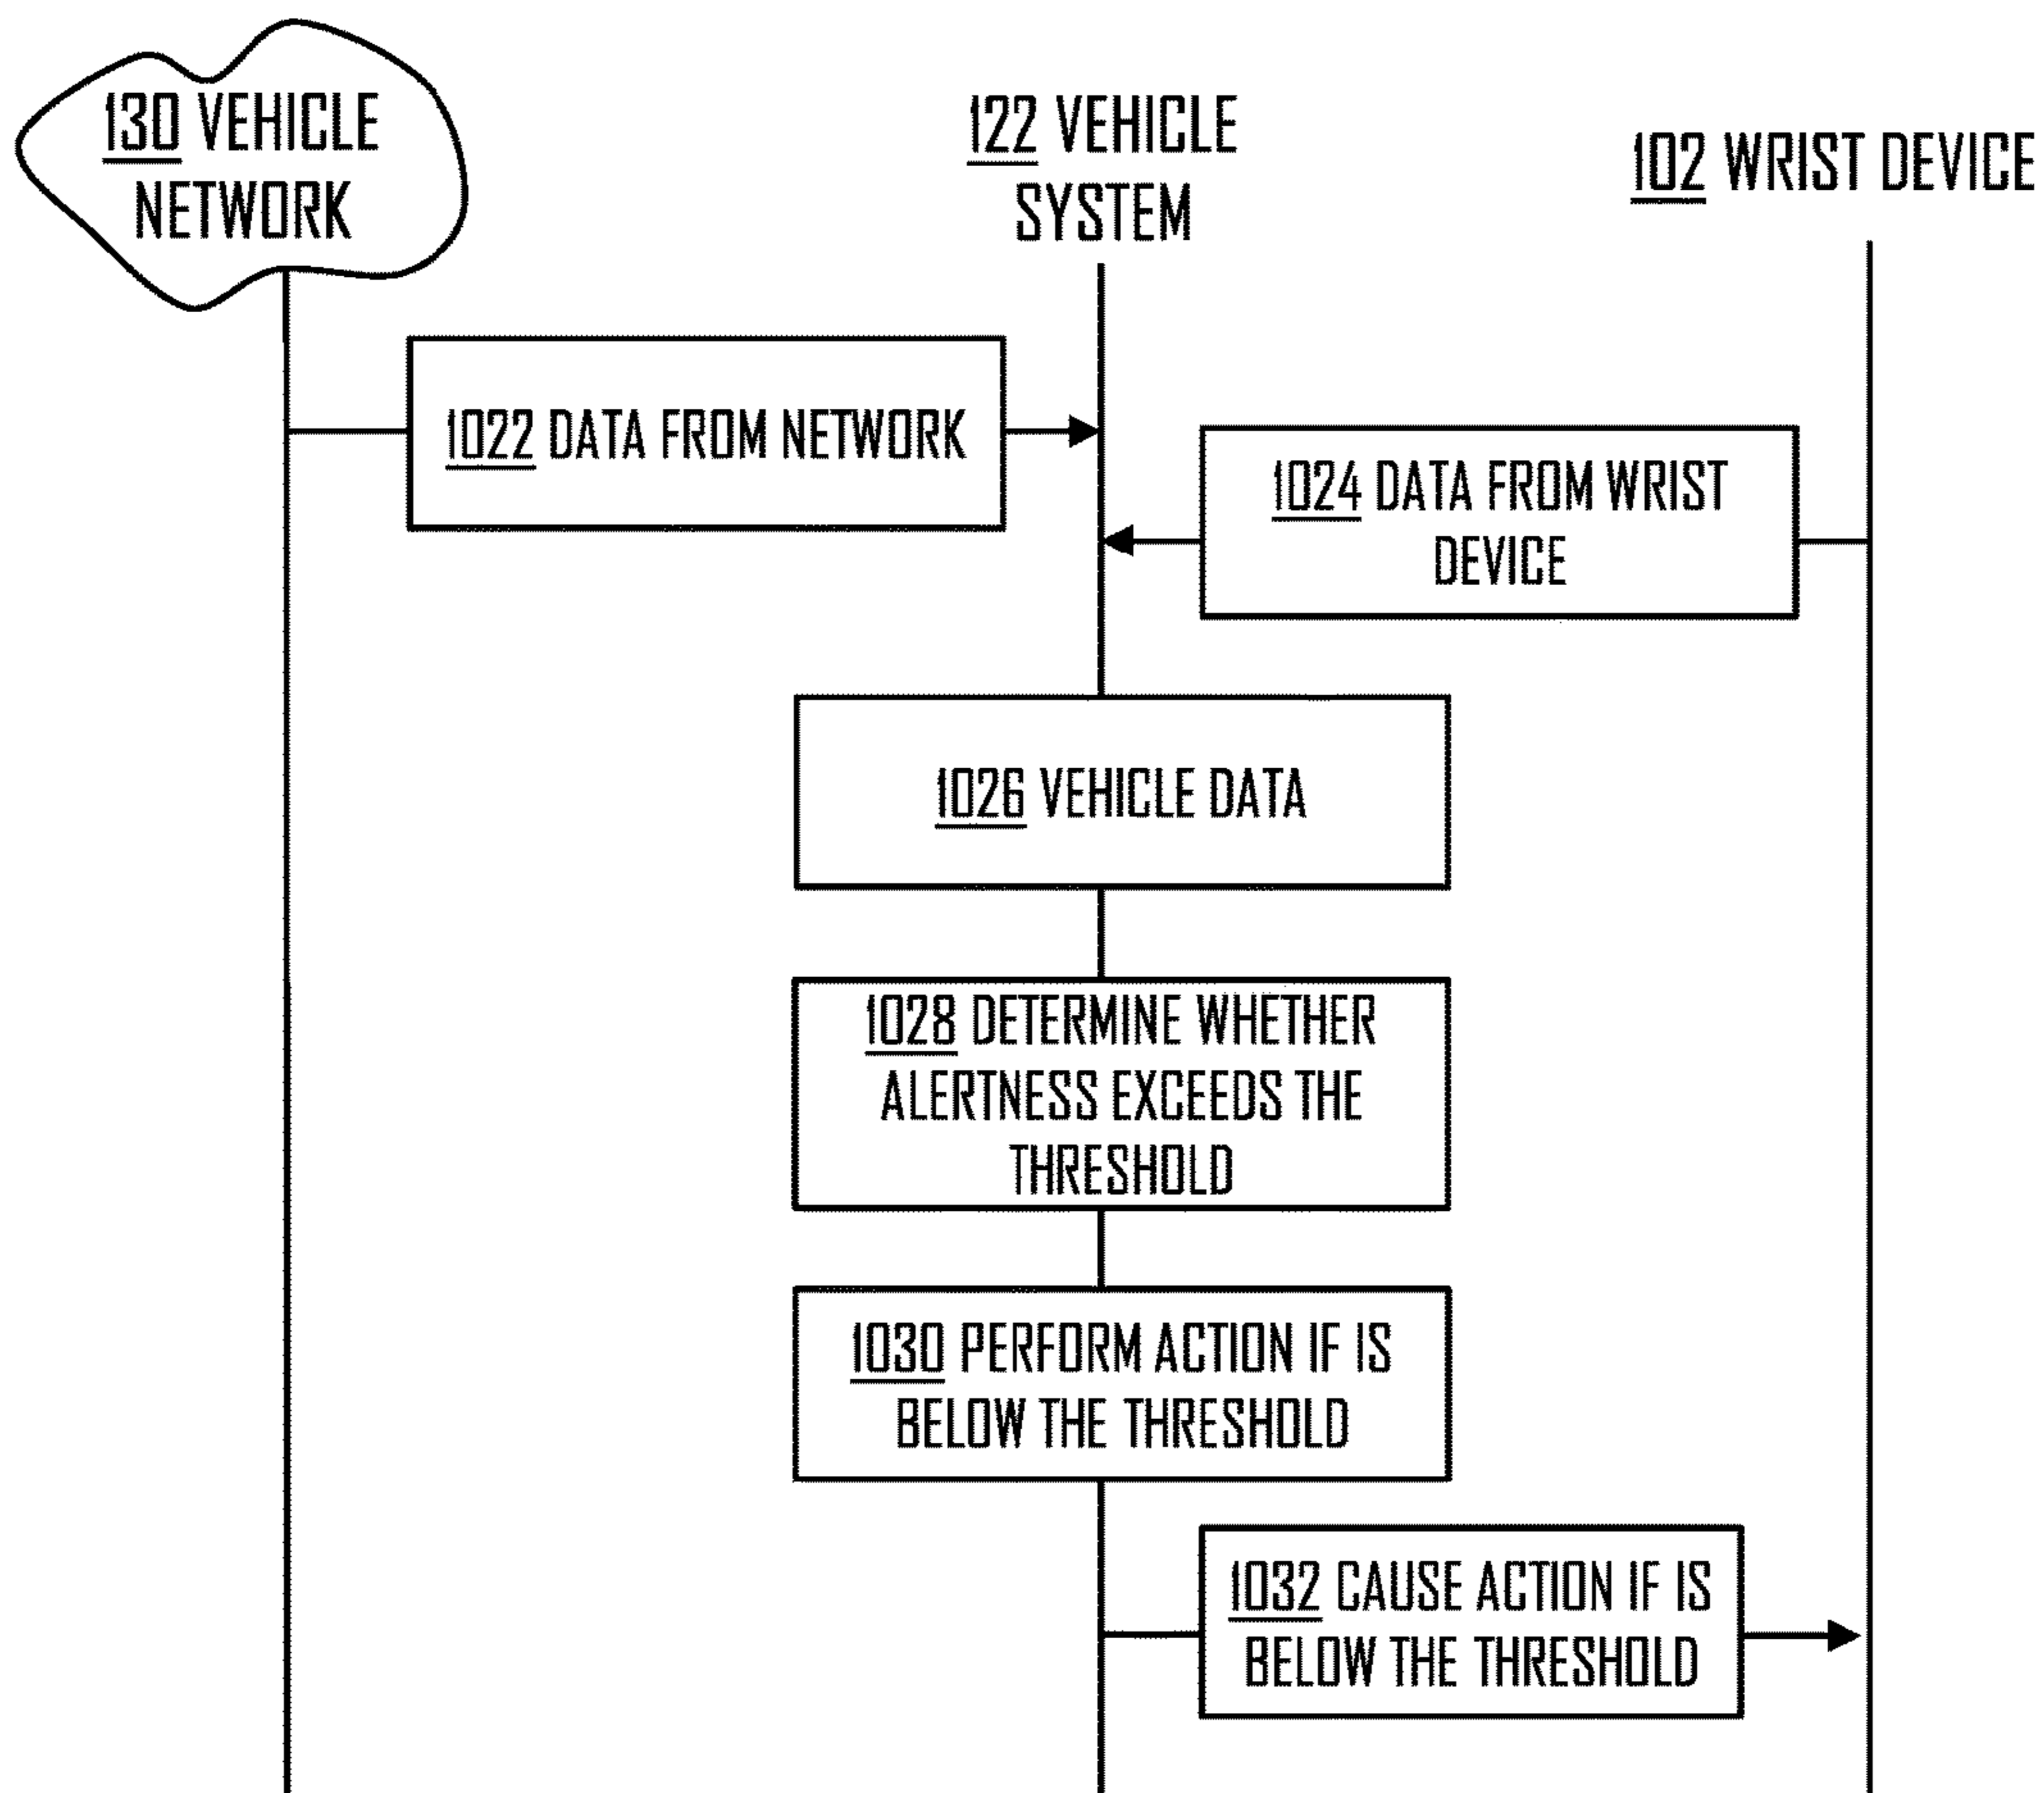 130 VEHICLE
NETWORK
122 VEHICLE
SYSTEM
102 WRIST DEVICE
1022 DATA FROM NETWORK
1024 DATA FROM WRIST
DEVICE
1026 VEHICLE DATA
1028 DETERMINE WHETHER
ALERTNESS EXCEEDS THE
THRESHOLD
1030 PERFORM ACTION IF IS
BELOW THE THRESHOLD
1032 CAUSE ACTION IF IS
BELOW THE THRESHOLD